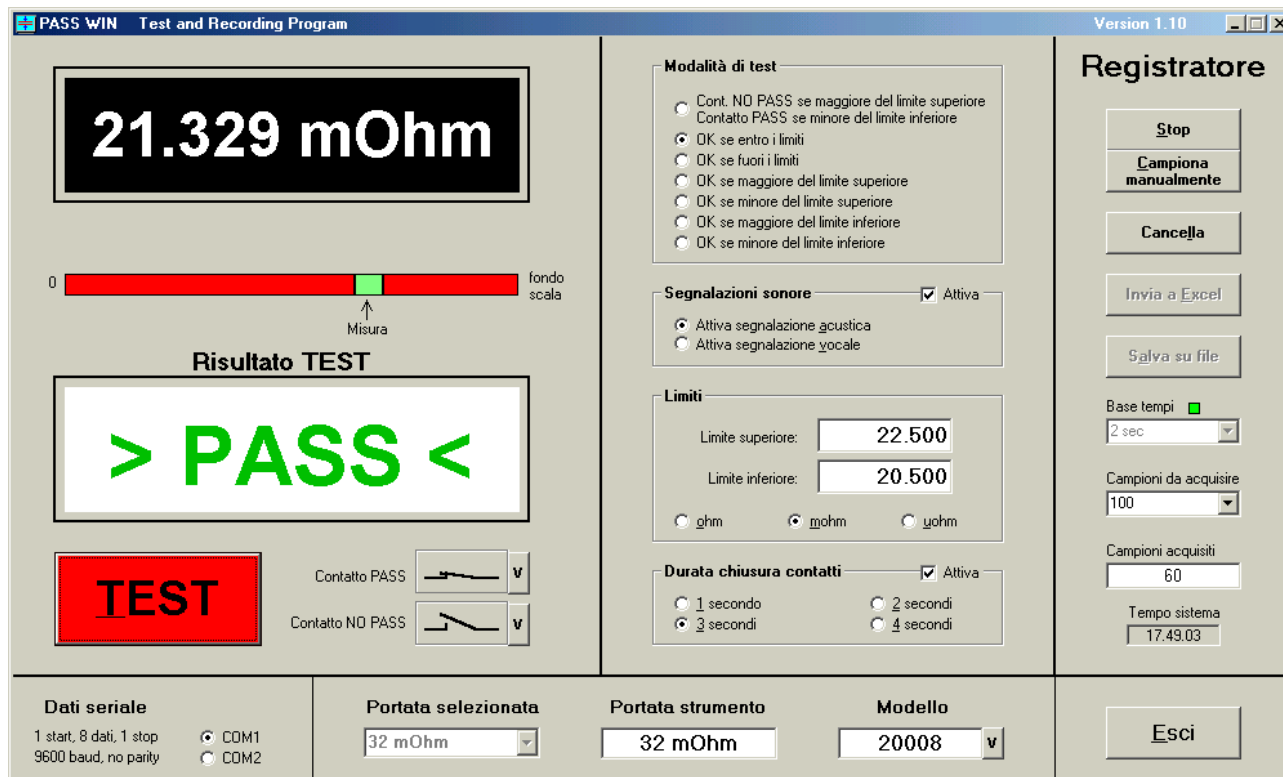 PASS WIN Test and Recording Program Version 1.10
21.329 mOhm
0
fondo
scala
Misura
Risultato TEST
> PASS <
TEST
Contatto PASS
V
Contatto NO PASS
V
Modalità di test
Cont. NO PASS se maggiore del limite superiore
Contatto PASS se minore del limite inferiore
OK se entro i limiti
OK se fuori i limiti
OK se maggiore del limite superiore
OK se minore del limite superiore
OK se maggiore del limite inferiore
OK se minore del limite inferiore
Segnalazioni sonore Attiva
Attiva segnalazione acustica
Attiva segnalazione vocale
Limiti
Limite superiore: 22.500
Limite inferiore: 20.500
ohm mohm uohm
Durata chiusura contatti Attiva
1 secondo 2 secondi
3 secondi 4 secondi
Registratore
Stop
Campiona
manualmente
Cancella
Invia a Excel
Salva su file
Base tempi
2 sec
Campioni da acquisire
100
Campioni acquisiti
60
Tempo sistema
17.49.03
Dati seriale
1 start, 8 dati, 1 stop
9600 baud, no parity
COM1
COM2
Portata selezionata
32 mOhm
Portata strumento
32 mOhm
Modello
20008 V
Esci